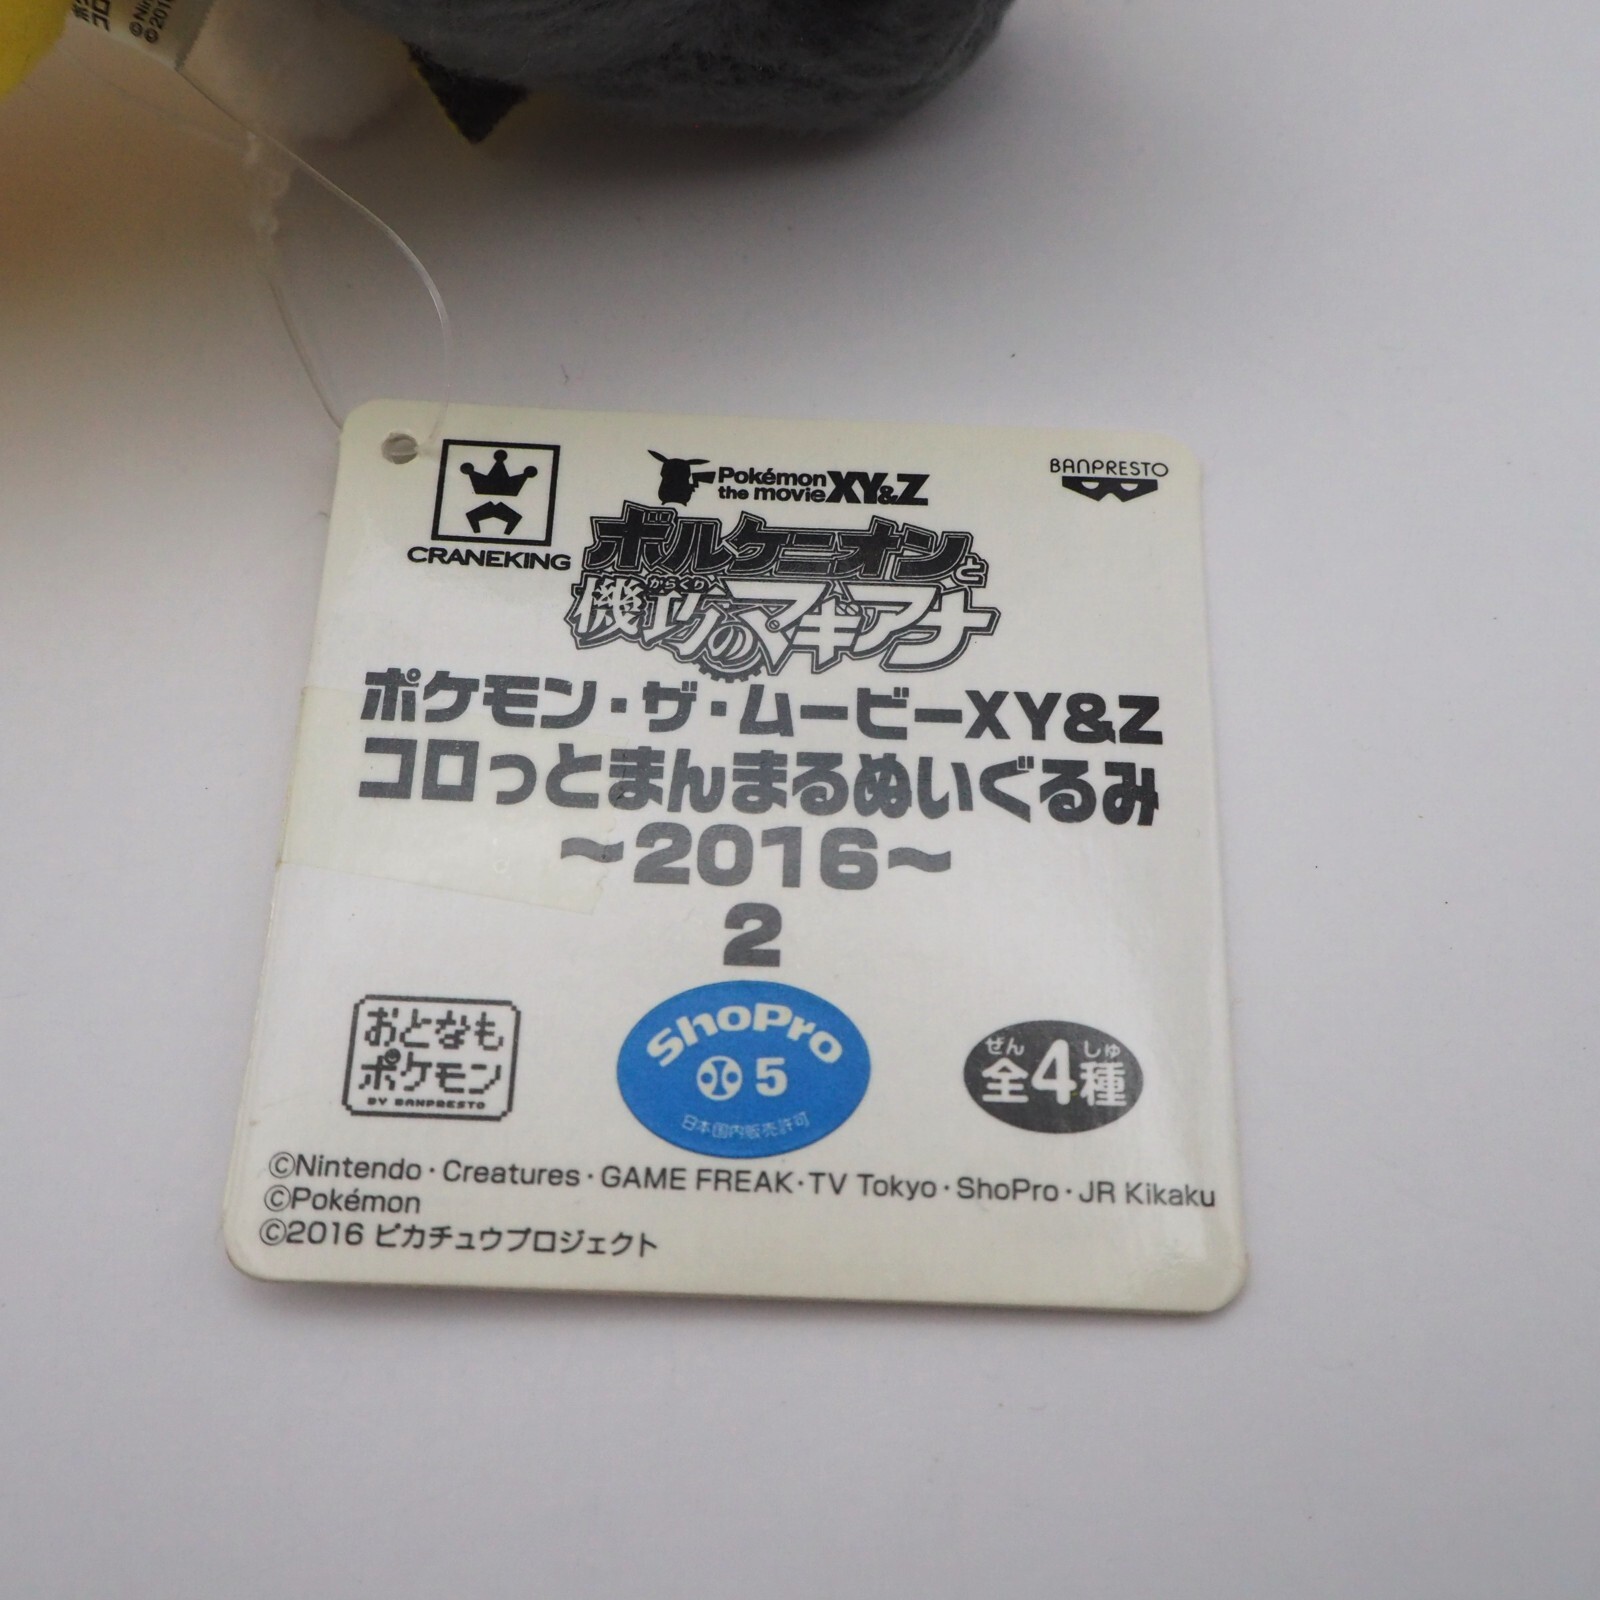 CRANEKING
Pokémon
the movie XY&Z
BANPRESTO
ボルケニオンと
からくり
機巧のマギアナ
ポケモン・ザ・ムービーXY&Z
コロっとまんまるぬいぐるみ
～2016～
2
おとなも
ポケモン
BY BANPRESTO
ShoPro
5
日本国内販売許可
ぜん しゅ
全4種
©Nintendo・Creatures・GAME FREAK・TV Tokyo・ShoPro・JR Kikaku
©Pokémon
©2016 ピカチュウプロジェクト